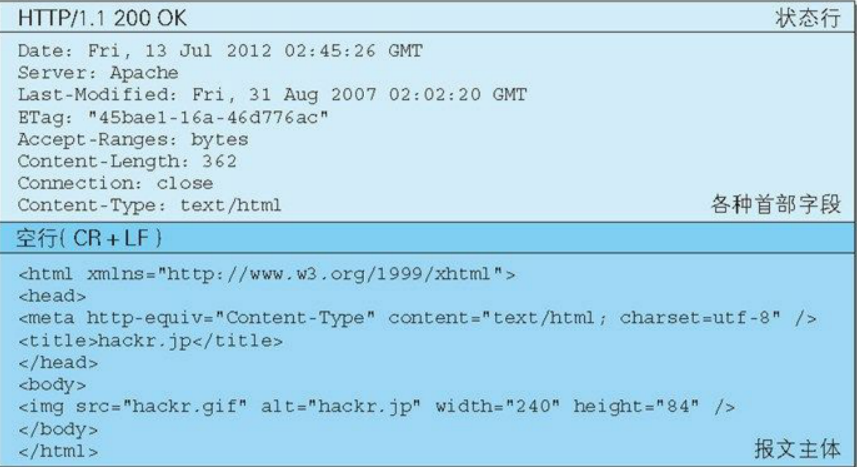 HTTP/1.1 200 OK 状态行
Date: Fri, 13 Jul 2012 02:45:26 GMT
Server: Apache
Last-Modified: Fri, 31 Aug 2007 02:02:20 GMT
ETag: "45bae1-16a-46d776ac"
Accept-Ranges: bytes
Content-Length: 362
Connection: close
Content-Type: text/html 各种首部字段
空行( CR + LF )
<html xmlns="http://www.w3.org/1999/xhtml">
<head>
<meta http-equiv="Content-Type" content="text/html; charset=utf-8" />
<title>hackr.jp</title>
</head>
<body>
<img src="hackr.gif" alt="hackr.jp" width="240" height="84" />
</body>
</html> 报文主体